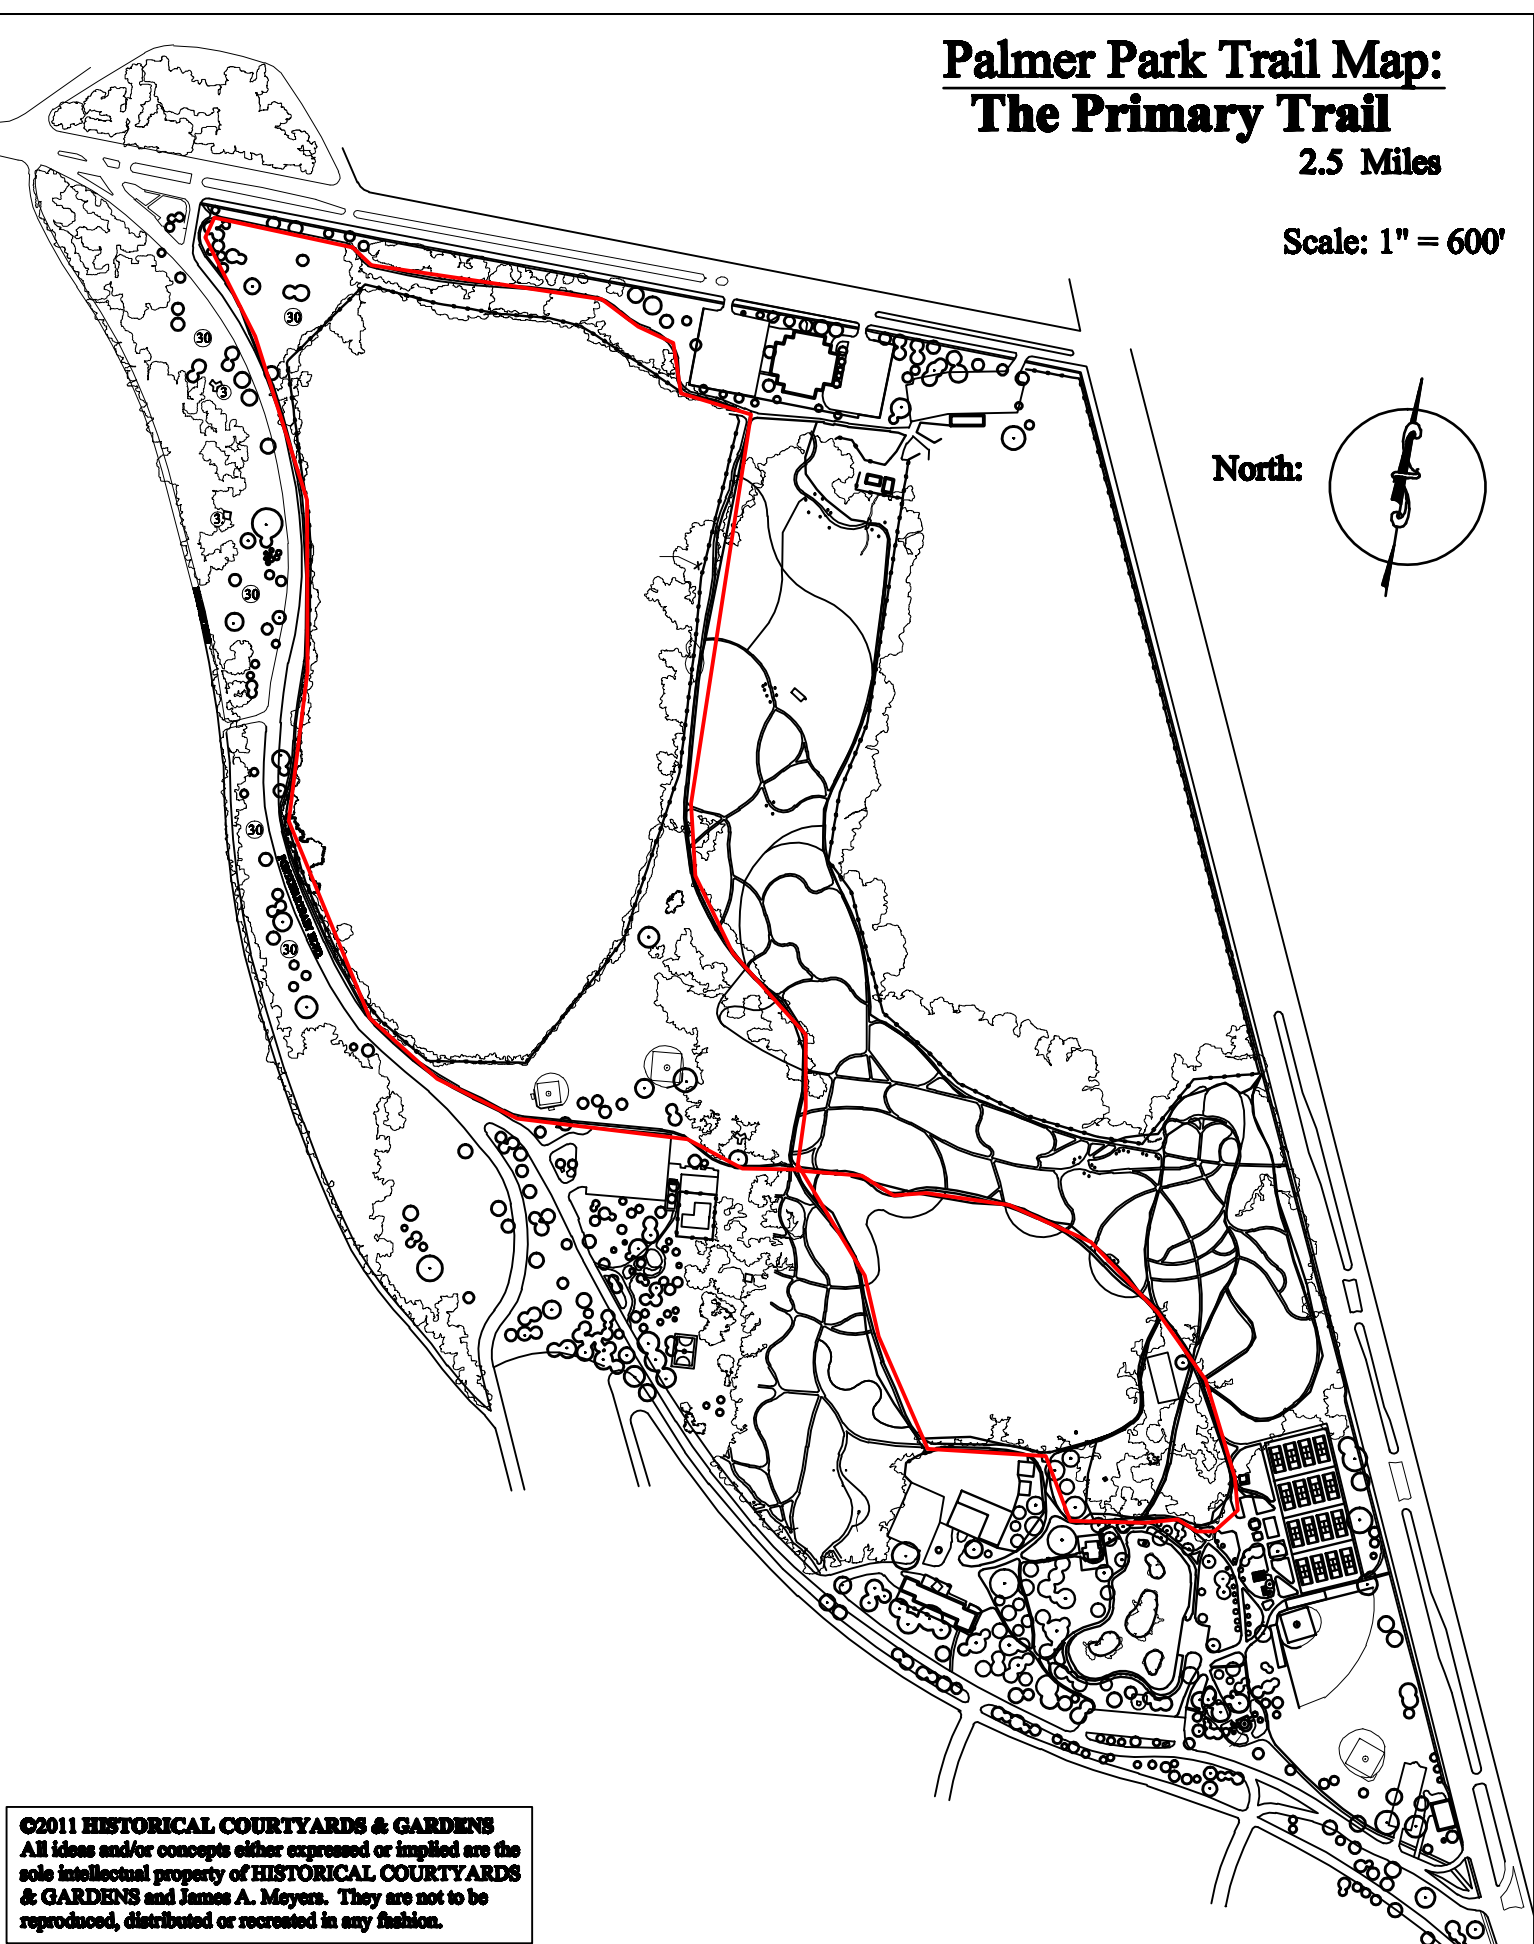 Palmer Park Trail Map:
The Primary Trail
2.5 Miles
Scale: 1" = 600'
North:
30
30
3
3
30
30
30
©2011 HISTORICAL COURTYARDS & GARDENS
All ideas and/or concepts either expressed or implied are the
sole intellectual property of HISTORICAL COURTYARDS
& GARDENS and James A. Meyers. They are not to be
reproduced, distributed or recreated in any fashion.